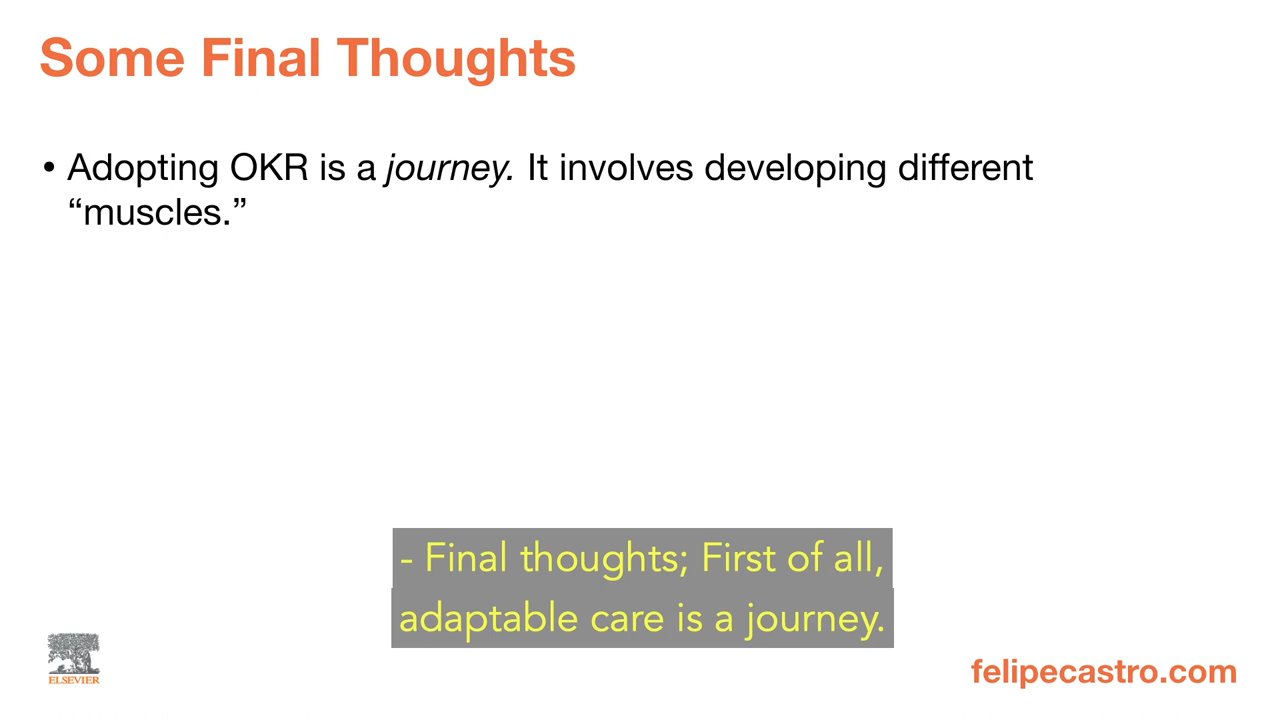 Some Final Thoughts
• Adopting OKR is a journey. It involves developing different
“muscles.”
- Final thoughts; First of all,
adaptable care is a journey.
ELSEVIER
felipecastro.com